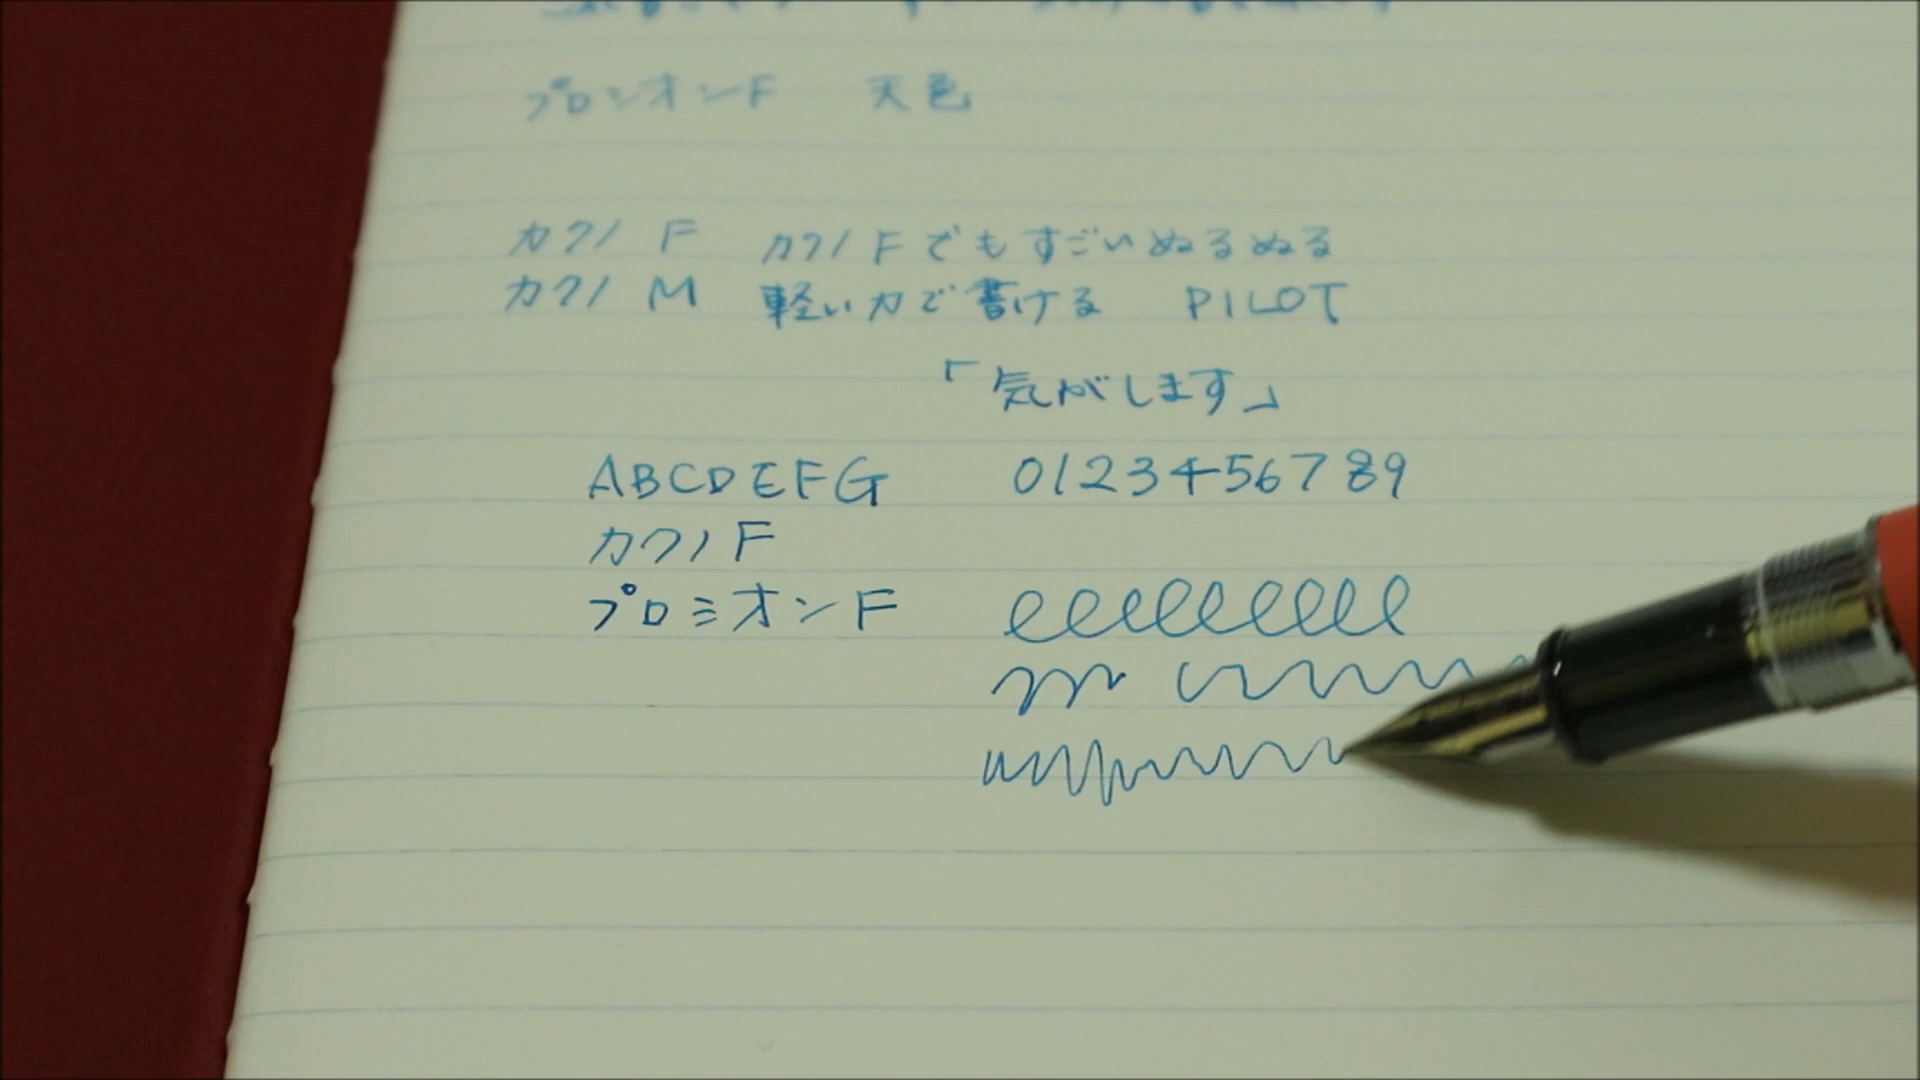 プロシオンF 天色
カクノ F カクノFでもすごいぬるぬる
カクノ M 軽い力で書ける PILOT
「気がします」
ABCDEFG 0123456789
カクノF
プロミオンF